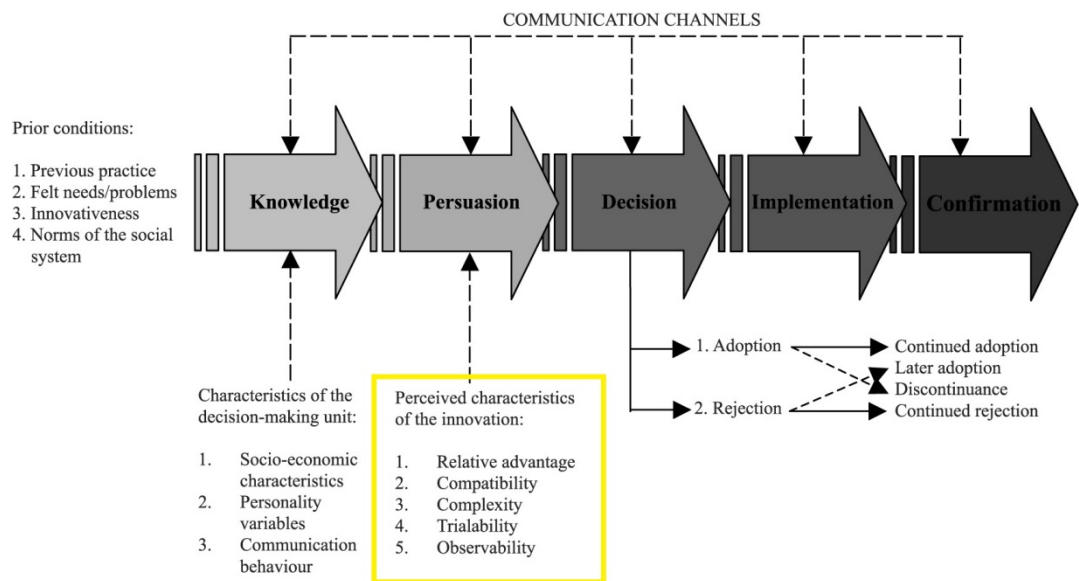 COMMUNICATION CHANNELS
Prior conditions:
1. Previous practice
2. Felt needs/problems
3. Innovativeness
4. Norms of the social
system
Knowledge
Persuasion
Decision
Implementation
Confirmation
1. Adoption
2. Rejection
Continued adoption
Later adoption
Discontinuance
Continued rejection
Characteristics of the
decision-making unit:
1. Socio-economic
characteristics
2. Personality
variables
3. Communication
behaviour
Perceived characteristics
of the innovation:
1. Relative advantage
2. Compatibility
3. Complexity
4. Trialability
5. Observability